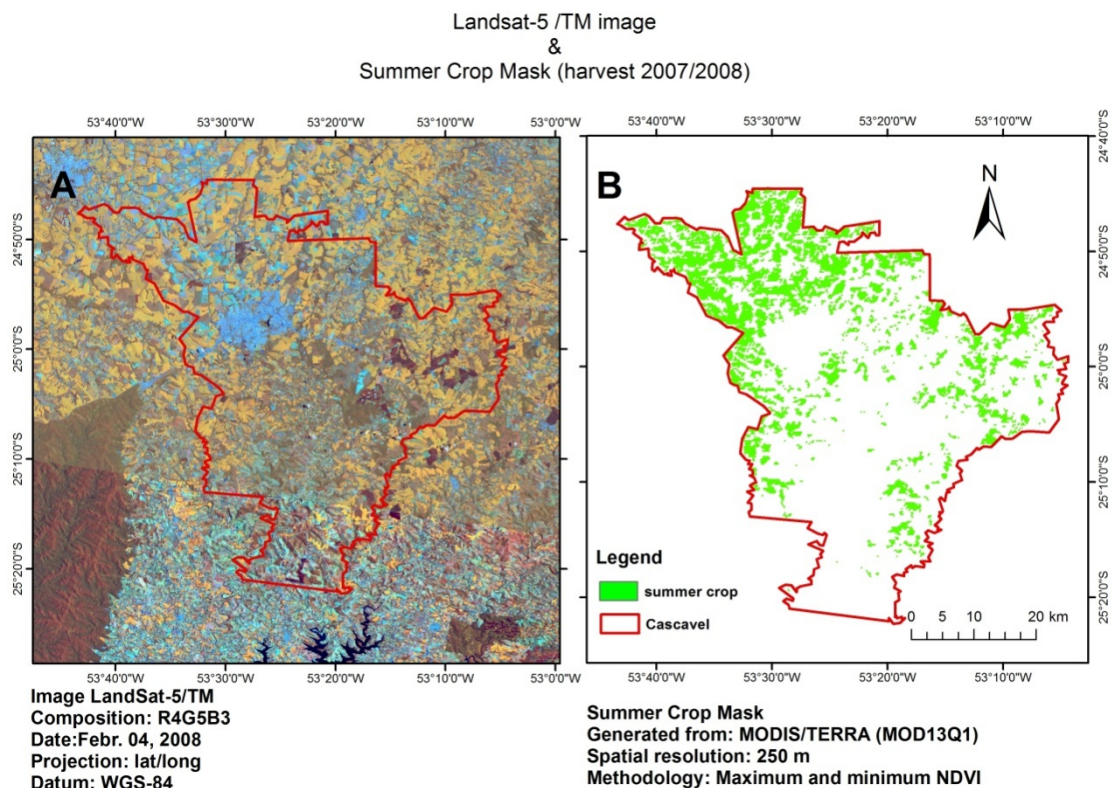 Landsat-5 /TM image
&
Summer Crop Mask (harvest 2007/2008)
53°40'0"W 53°30'0"W 53°20'0"W 53°10'0"W 53°0'0"W
A
24°50'0"S
25°0'0"S
25°10'0"S
25°20'0"S
53°40'0"W 53°30'0"W 53°20'0"W 53°10'0"W 53°0'0"W
Image LandSat-5/TM
Composition: R4G5B3
Date:Febr. 04, 2008
Projection: lat/long
Datum: WGS-84
53°40'0"W 53°30'0"W 53°20'0"W 53°10'0"W
B
N
24°40'0"S
24°50'0"S
25°0'0"S
25°10'0"S
25°20'0"S
Legend
summer crop
Cascavel
0 5 10 20 km
53°40'0"W 53°30'0"W 53°20'0"W 53°10'0"W
Summer Crop Mask
Generated from: MODIS/TERRA (MOD13Q1)
Spatial resolution: 250 m
Methodology: Maximum and minimum NDVI